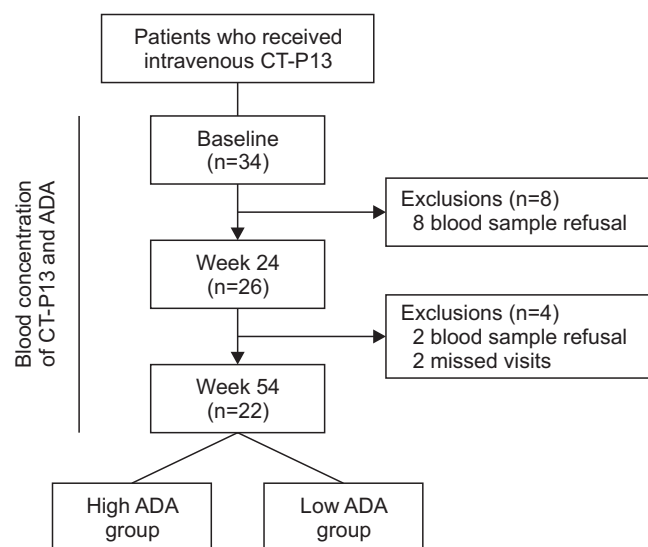 Patients who received
intravenous CT-P13
Blood concentration
of CT-P13 and ADA
Baseline
(n=34)
Exclusions (n=8)
8 blood sample refusal
Week 24
(n=26)
Exclusions (n=4)
2 blood sample refusal
2 missed visits
Week 54
(n=22)
High ADA
group
Low ADA
group